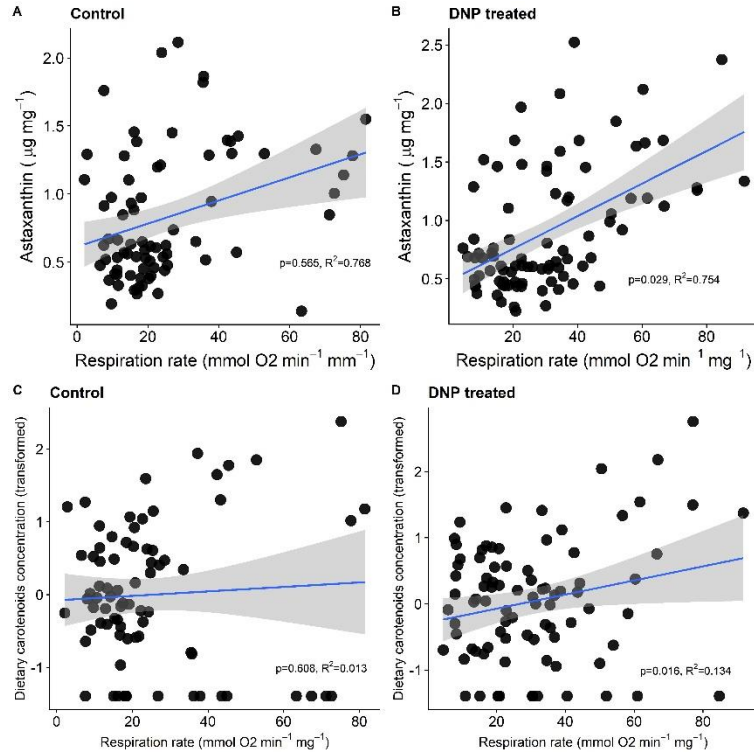 A Control
2.0
1.5
1.0
0.5
Astaxanthin ( µg mg⁻¹)
p=0.565, R²=0.768
0 20 40 60 80
Respiration rate (mmol O2 min⁻¹ mm⁻¹)
B DNP treated
2.5
2.0
1.5
1.0
0.5
Astaxanthin ( µg mg⁻¹)
p=0.029, R²=0.754
0 20 40 60 80
Respiration rate (mmol O2 min⁻¹ mg⁻¹)
C Control
2
1
0
-1
Dietary carotenoids concentration (transformed)
p=0.608, R²=0.013
0 20 40 60 80
Respiration rate (mmol O2 min⁻¹ mg⁻¹)
D DNP treated
2
1
0
-1
Dietary carotenoids concentration (transformed)
p=0.016, R²=0.134
0 20 40 60 80
Respiration rate (mmol O2 min⁻¹ mg⁻¹)